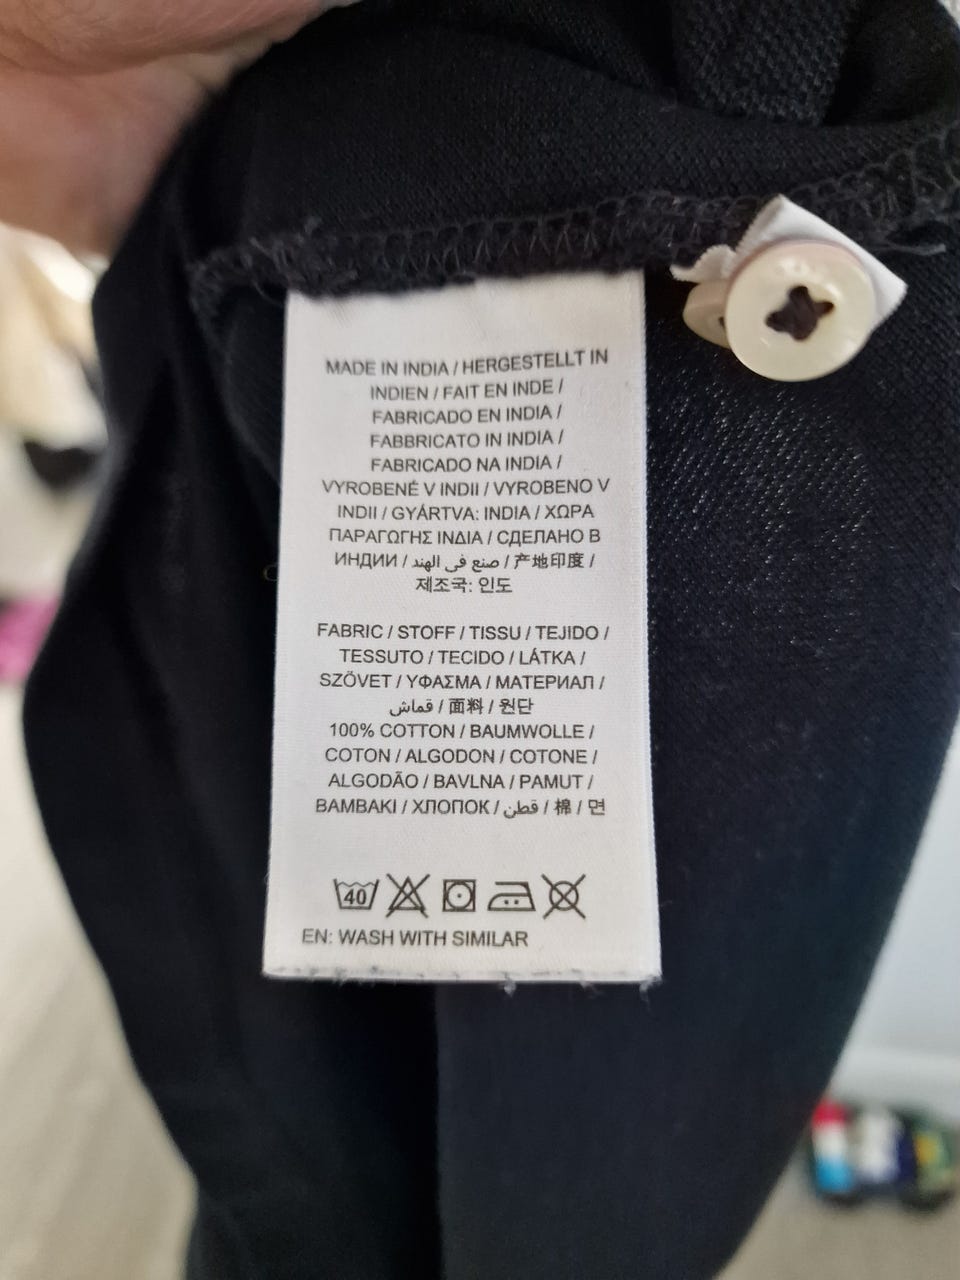 MADE IN INDIA / HERGESTELLT IN
INDIEN / FAIT EN INDE /
FABRICADO EN INDIA /
FABBRICATO IN INDIA /
FABRICADO NA INDIA /
VYROBENÉ V INDII / VYROBENO V
INDII / GYÁRTVA: INDIA / ΧΩΡΑ
ΠΑΡΑΓΩΓΗΣ ΙΝΔΙΑ / СДЕЛАНО В
ИНДИИ / صنع في الهند / 产地印度 /
제조국: 인도
FABRIC / STOFF / TISSU / TEJIDO /
TESSUTO / TECIDO / LÁTKA /
SZÖVET / ΥΦΑΣΜΑ / МАТЕРИАЛ /
قماش / 面料 / 원단
100% COTTON / BAUMWOLLE /
COTON / ALGODON / COTONE /
ALGODÃO / BAVLNA / PAMUT /
BAMBAKI / ХЛОПОК / قطن / 棉 / 면
40
EN: WASH WITH SIMILAR